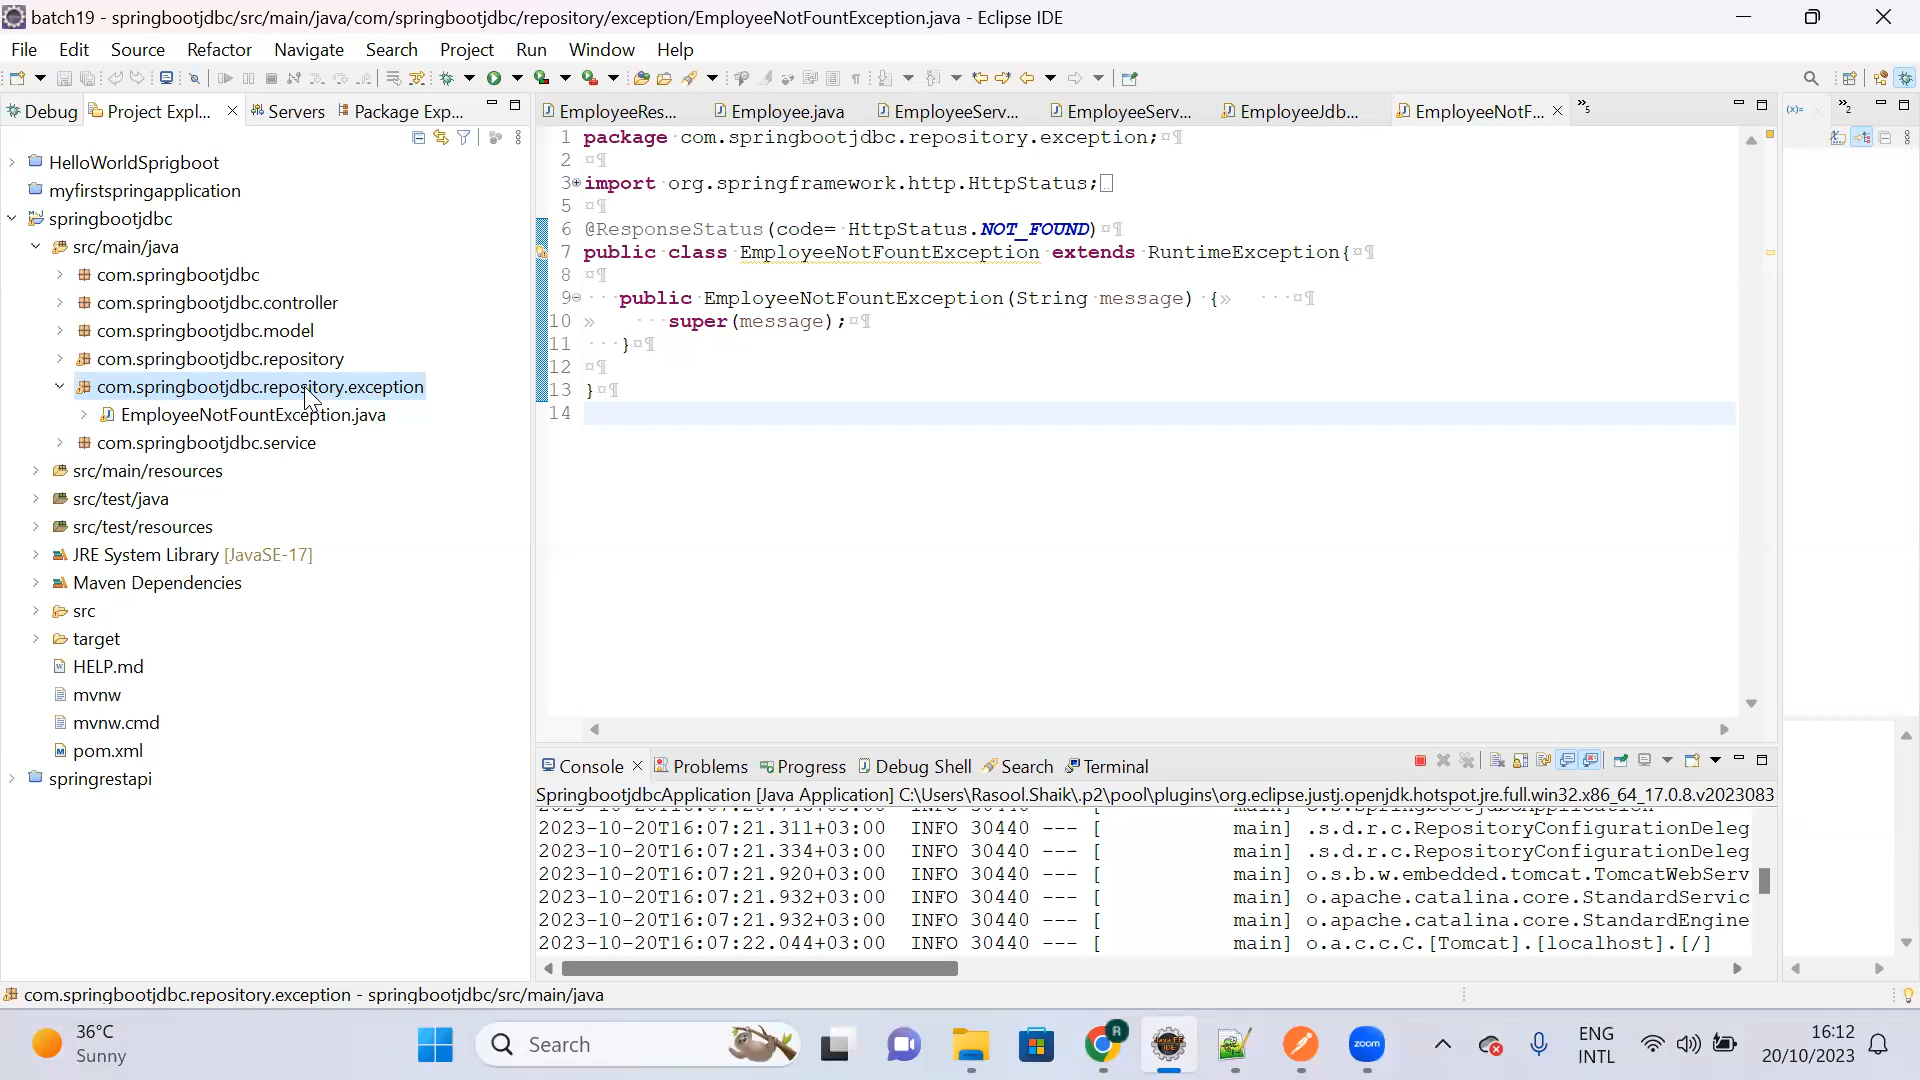 batch19 - springbootjdbc/src/main/java/com/springbootjdbc/repository/exception/EmployeeNotFountException.java - Eclipse IDE
File Edit Source Refactor Navigate Search Project Run Window Help
Debug Project Expl... Servers Package Exp...
EmployeeRes... Employee.java EmployeeServ... EmployeeServ... EmployeeJdb... EmployeeNotF... »5
(x)= »2
HelloWorldSprigboot
myfirstspringapplication
springbootjdbc
src/main/java
com.springbootjdbc
com.springbootjdbc.controller
com.springbootjdbc.model
com.springbootjdbc.repository
com.springbootjdbc.repository.exception
EmployeeNotFountException.java
com.springbootjdbc.service
src/main/resources
src/test/java
src/test/resources
JRE System Library [JavaSE-17]
Maven Dependencies
src
target
HELP.md
mvnw
mvnw.cmd
pom.xml
springrestapi
1 package com.springbootjdbc.repository.exception;¤¶
2 ¤¶
3 import org.springframework.http.HttpStatus;
5 ¤¶
6 @ResponseStatus(code= HttpStatus.NOT_FOUND)¤¶
7 public class EmployeeNotFountException extends RuntimeException{¤¶
8 ¤¶
9 public EmployeeNotFountException(String message) {» ¤¶
10 » super(message);¤¶
11 }¤¶
12 ¤¶
13 }¤¶
14
Console Problems Progress Debug Shell Search Terminal
SpringbootjdbcApplication [Java Application] C:\Users\Rasool.Shaik\.p2\pool\plugins\org.eclipse.justj.openjdk.hotspot.jre.full.win32.x86_64_17.0.8.v2023083
2023-10-20T16:07:21.311+03:00 INFO 30440 --- [ main] .s.d.r.c.RepositoryConfigurationDeleg
2023-10-20T16:07:21.334+03:00 INFO 30440 --- [ main] .s.d.r.c.RepositoryConfigurationDeleg
2023-10-20T16:07:21.920+03:00 INFO 30440 --- [ main] o.s.b.w.embedded.tomcat.TomcatWebServ
2023-10-20T16:07:21.932+03:00 INFO 30440 --- [ main] o.apache.catalina.core.StandardServic
2023-10-20T16:07:21.932+03:00 INFO 30440 --- [ main] o.apache.catalina.core.StandardEngine
2023-10-20T16:07:22.044+03:00 INFO 30440 --- [ main] o.a.c.c.C.[Tomcat].[localhost].[/]
com.springbootjdbc.repository.exception - springbootjdbc/src/main/java
36°C
Sunny
Search
R
zoom
ENG
INTL
16:12
20/10/2023